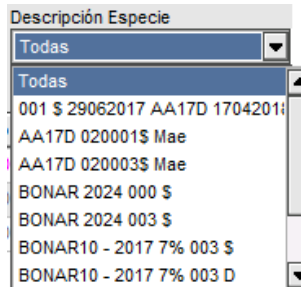 Descripción Especie
Todas
Todas
001 $ 29062017 AA17D 17042018
AA17D 020001$ Mae
AA17D 020003$ Mae
BONAR 2024 000 $
BONAR 2024 003 $
BONAR10 - 2017 7% 003 $
BONAR10 - 2017 7% 003 D